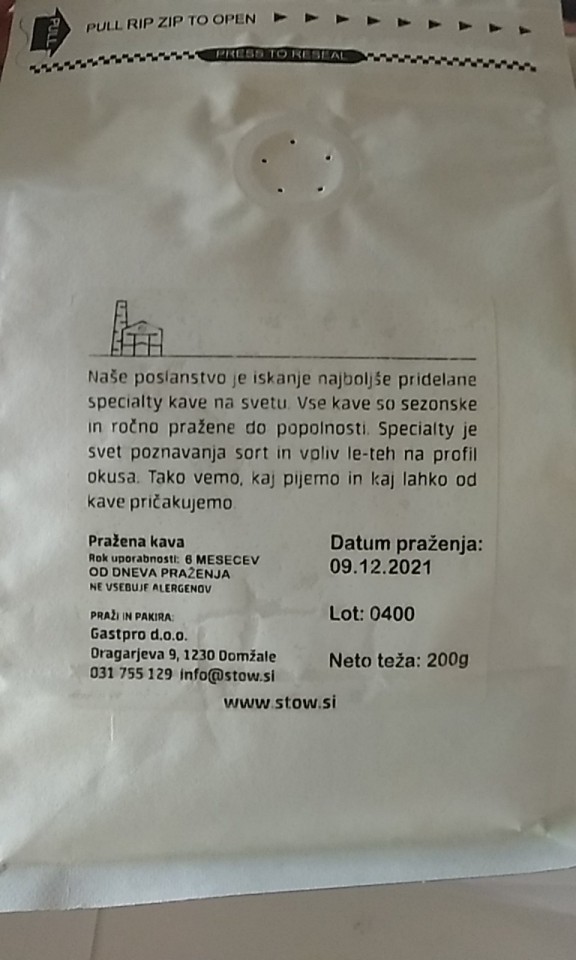 PULL
PULL RIP ZIP TO OPEN
PRESS TO RESEAL
Naše poslanstvo je iskanje najboljše pridelane
specialty kave na svetu. Vse kave so sezonske
in ročno pražene do popolnosti. Specialty je
svet poznavanja sort in vpliv le-teh na profil
okusa. Tako vemo, kaj pijemo in kaj lahko od
kave pričakujemo.
Pražena kava
Rok uporabnosti: 6 MESECEV
OD DNEVA PRAŽENJA
NE VSEBUJE ALERGENOV
PRAŽI IN PAKIRA:
Gastpro d.o.o.
Dragarjeva 9, 1230 Domžale
031 755 129 info@stow.si
Datum praženja:
09.12.2021
Lot: 0400
Neto teža: 200g
www.stow.si